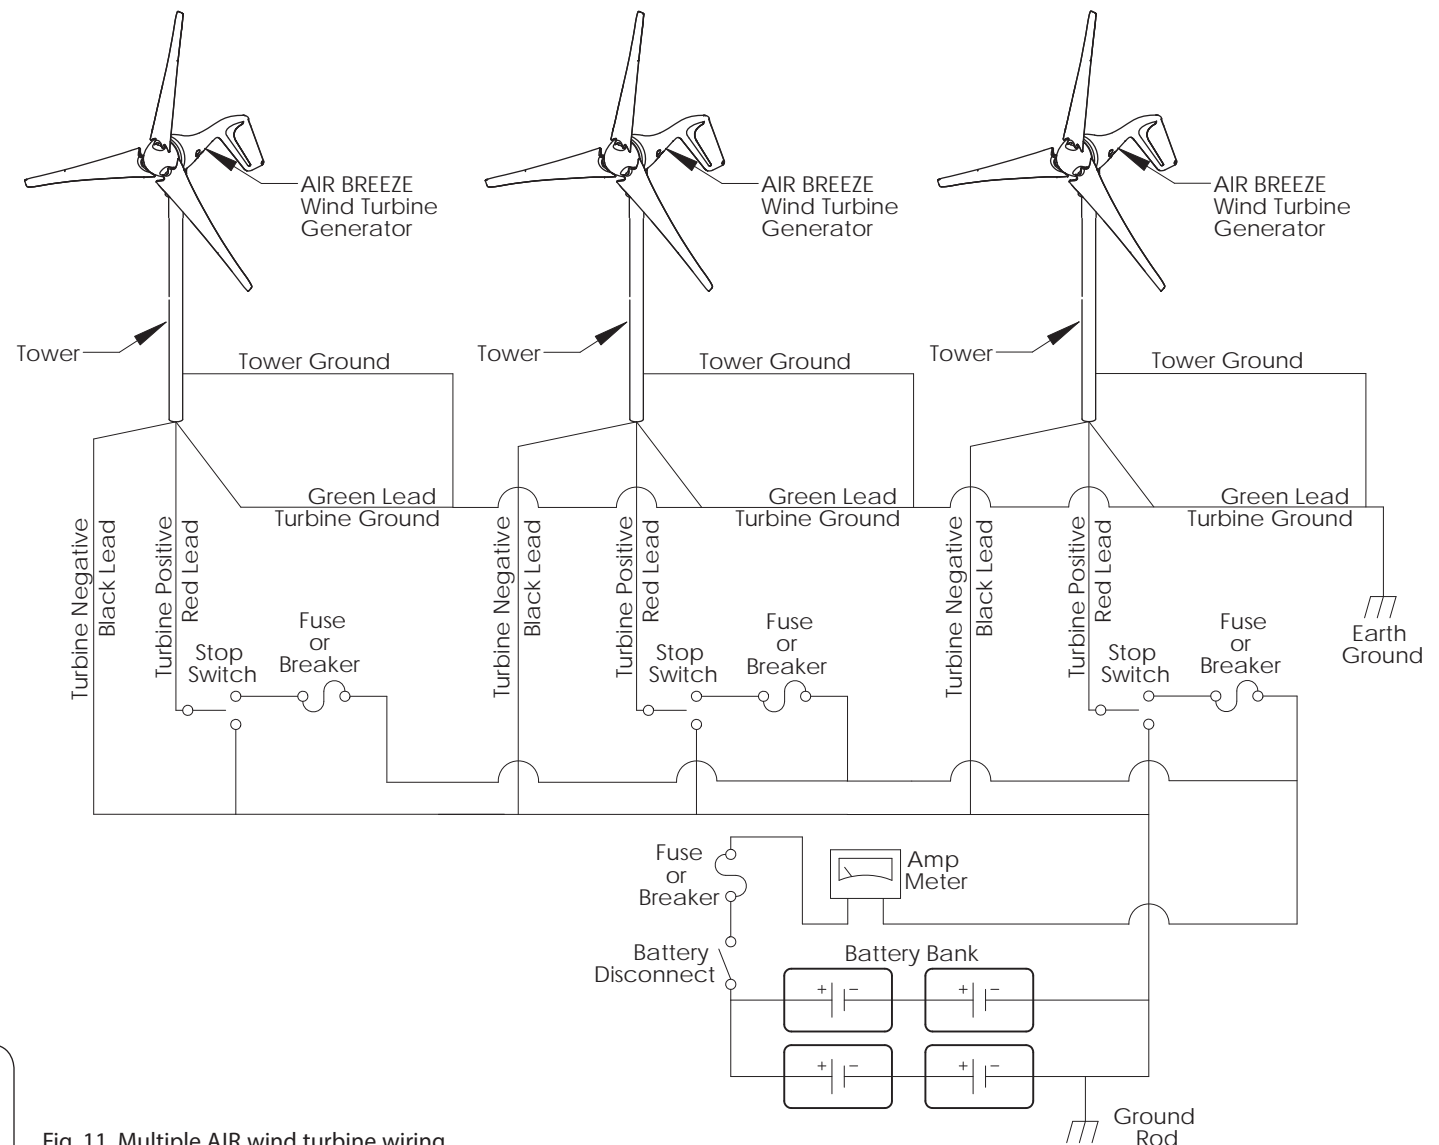 AIR BREEZE
Wind Turbine
Generator
AIR BREEZE
Wind Turbine
Generator
AIR BREEZE
Wind Turbine
Generator
Tower
Tower Ground
Tower
Tower Ground
Tower
Tower Ground
Green Lead
Turbine Ground
Green Lead
Turbine Ground
Green Lead
Turbine Ground
Turbine Negative
Black Lead
Turbine Positive
Red Lead
Turbine Negative
Black Lead
Turbine Positive
Red Lead
Turbine Negative
Black Lead
Turbine Positive
Red Lead
Stop
Switch
Fuse
or
Breaker
Stop
Switch
Fuse
or
Breaker
Stop
Switch
Fuse
or
Breaker
Earth
Ground
Fuse
or
Breaker
Amp
Meter
Battery
Disconnect
Battery Bank
+ −
+ −
+ −
+ −
Ground
Rod
Fig. 11 Multiple AIR wind turbine wiring